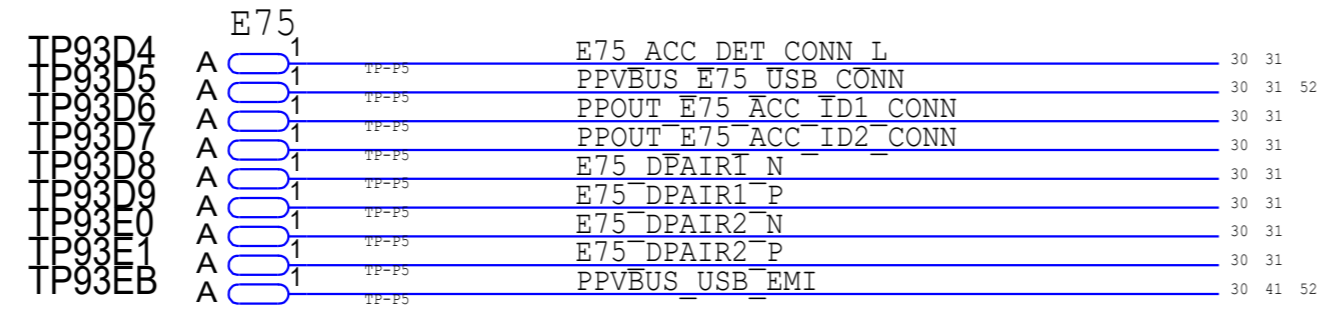 E75
TP93D4 A 1 TP-P5 E75_ACC_DET_CONN_L 30 31
TP93D5 A 1 TP-P5 PPVBUS_E75_USB_CONN 30 31 52
TP93D6 A 1 TP-P5 PPOUT_E75_ACC_ID1_CONN 30 31
TP93D7 A 1 TP-P5 PPOUT_E75_ACC_ID2_CONN 30 31
TP93D8 A 1 TP-P5 E75_DPAIR1_N 30 31
TP93D9 A 1 TP-P5 E75_DPAIR1_P 30 31
TP93E0 A 1 TP-P5 E75_DPAIR2_N 30 31
TP93E1 A 1 TP-P5 E75_DPAIR2_P 30 31
TP93EB A 1 TP-P5 PPVBUS_USB_EMI 30 41 52